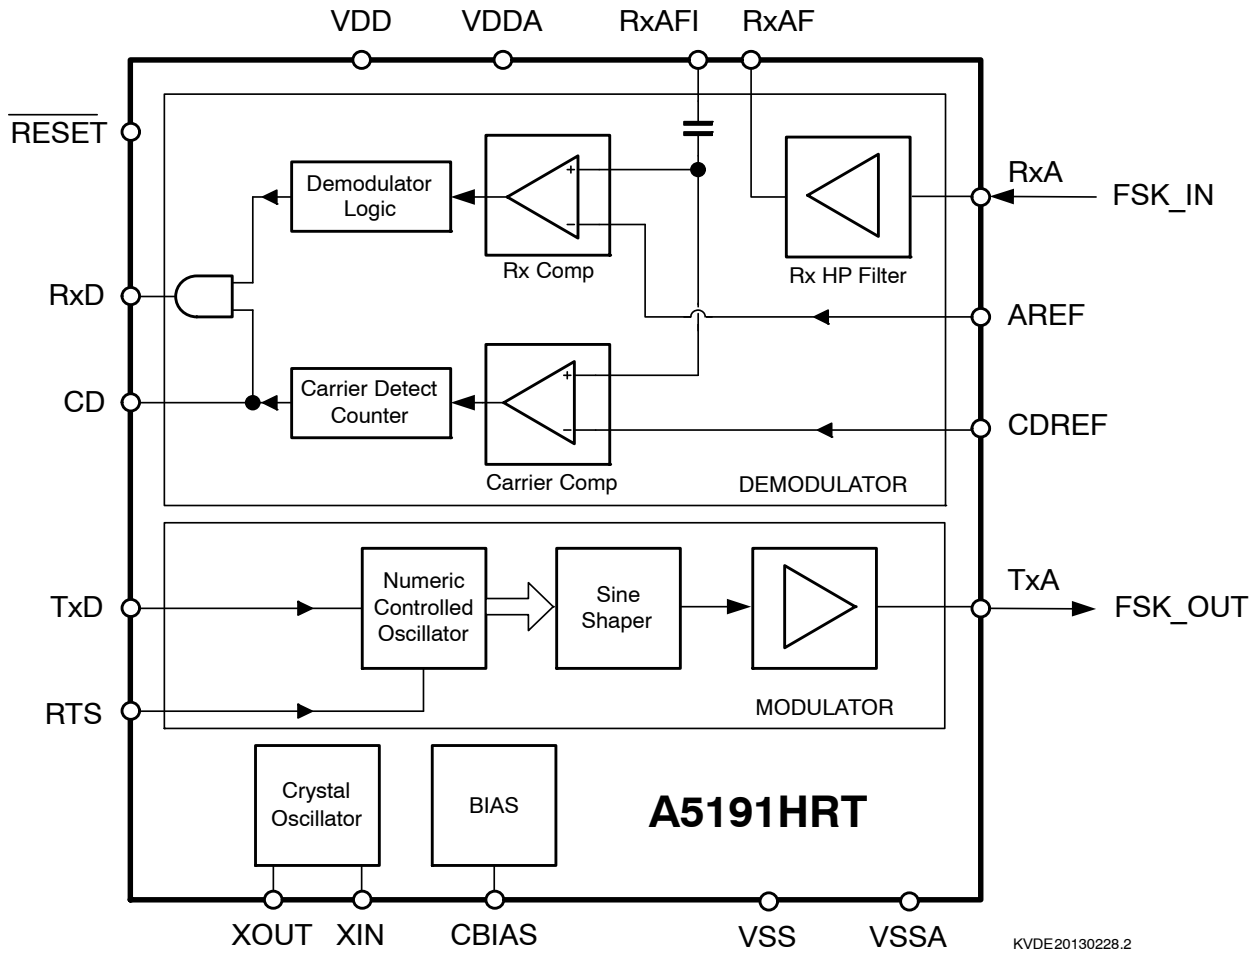 VDD VDDA RxAFI RxAF
RESET
Demodulator
Logic
+
−
Rx Comp
Rx HP Filter
RxA
FSK_IN
RxD
AREF
CD
Carrier Detect
Counter
+
−
Carrier Comp
CDREF
DEMODULATOR
TxD
Numeric
Controlled
Oscillator
Sine
Shaper
TxA
FSK_OUT
RTS
MODULATOR
Crystal
Oscillator
BIAS
A5191HRT
XOUT XIN CBIAS VSS VSSA
KVDE20130228.2